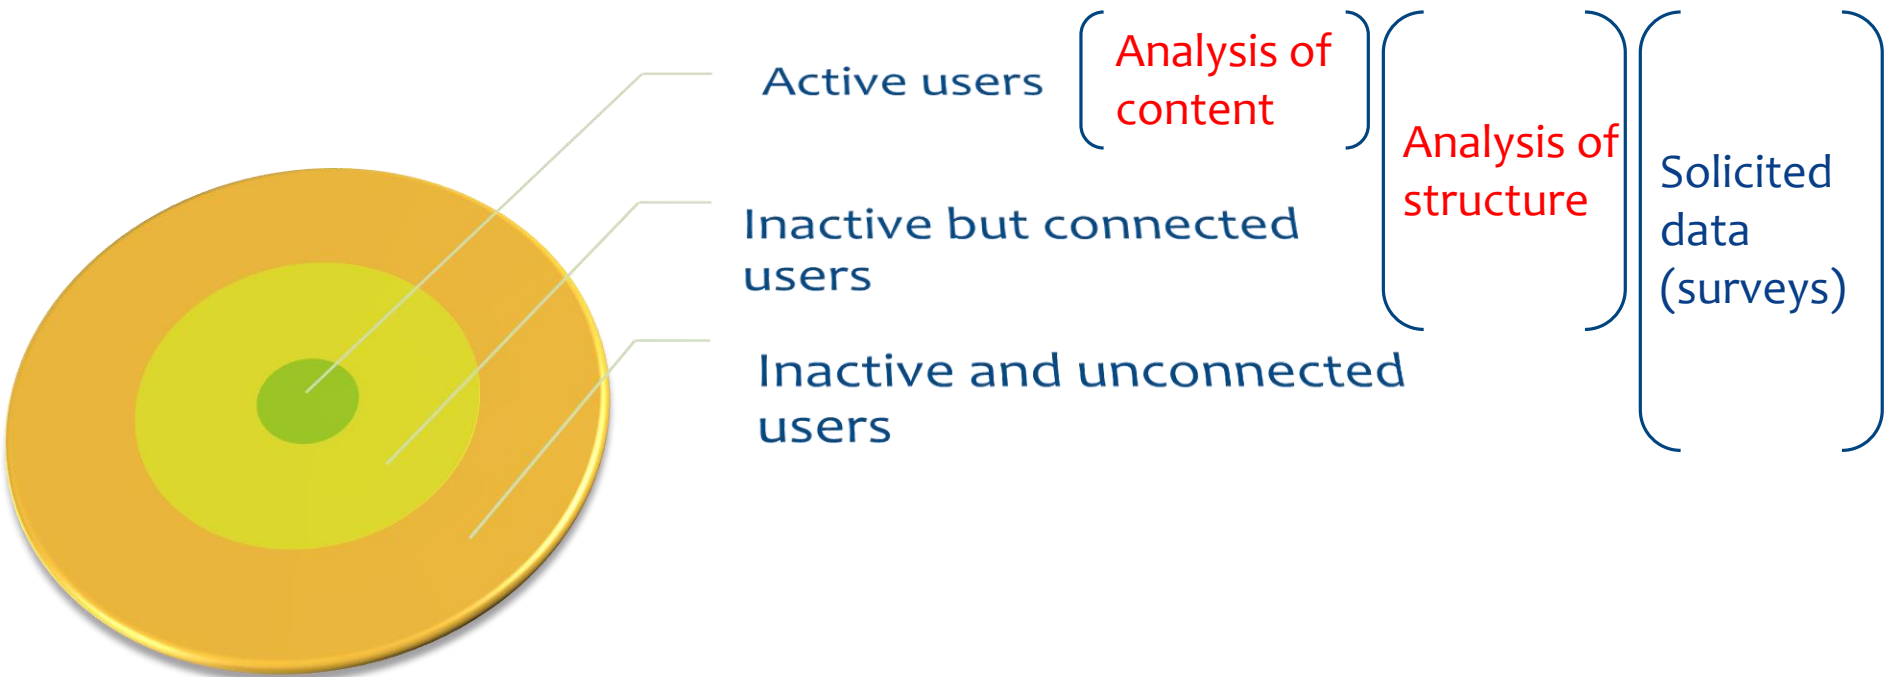 Active users
Analysis of
content
Analysis of
structure
Solicited
data
(surveys)
Inactive but connected
users
Inactive and unconnected
users